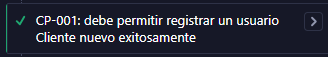 CP-001: debe permitir registrar un usuario
Cliente nuevo exitosamente